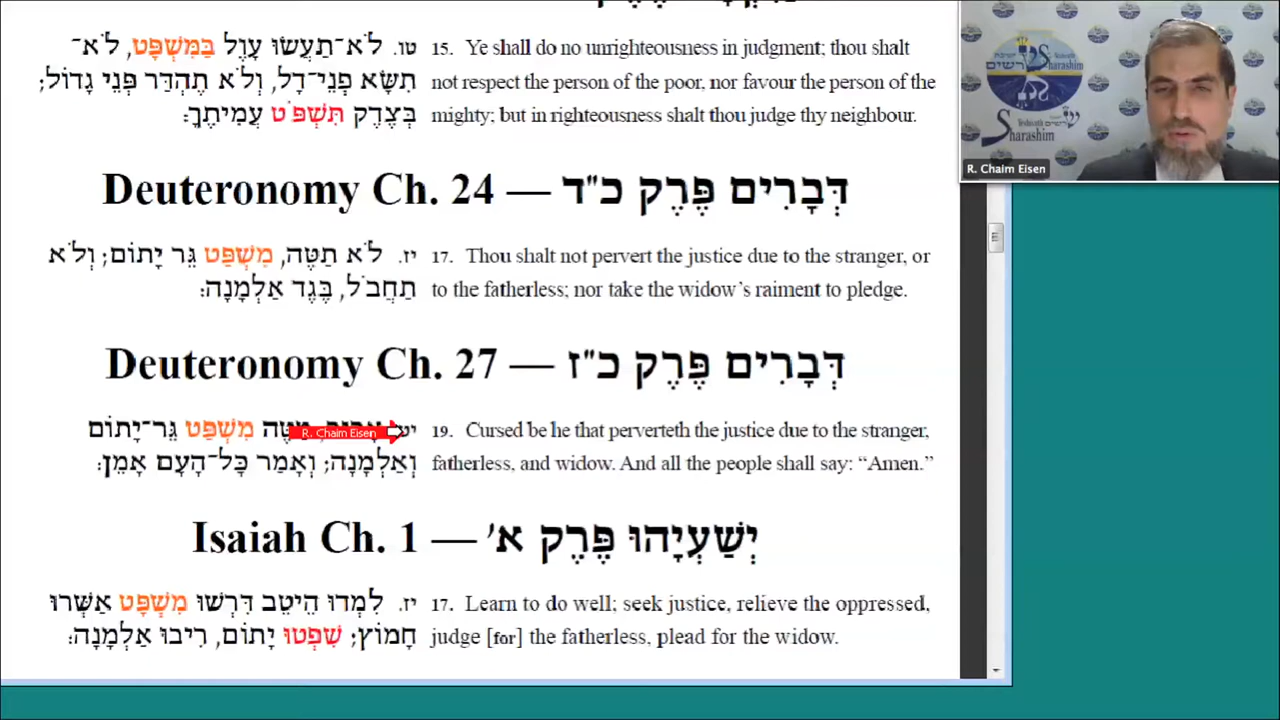 טו. לֹא־תַעֲשׂוּ עָוֶל בַּמִּשְׁפָּט, לֹא־
תִשָּׂא פְנֵי־דָל, וְלֹא תֶהְדַּר פְּנֵי גָדוֹל;
בְּצֶדֶק תִּשְׁפֹּט עֲמִיתֶךָ:
15. Ye shall do no unrighteousness in judgment; thou shalt
not respect the person of the poor, nor favour the person of the
mighty; but in righteousness shalt thou judge thy neighbour.
Deuteronomy Ch. 24 — דְּבָרִים פֶּרֶק כ"ד
יז. לֹא תַטֶּה, מִשְׁפַּט גֵּר יָתוֹם; וְלֹא
תַחֲבֹל, בֶּגֶד אַלְמָנָה:
17. Thou shalt not pervert the justice due to the stranger, or
to the fatherless; nor take the widow's raiment to pledge.
Deuteronomy Ch. 27 — דְּבָרִים פֶּרֶק כ"ז
מִשְׁפַּט גֵּר־יָתוֹם
וְאַלְמָנָה; וְאָמַר כָּל־הָעָם אָמֵן:
19. Cursed be he that perverteth the justice due to the stranger,
fatherless, and widow. And all the people shall say: “Amen.”
R. Chaim Eisen
Isaiah Ch. 1 — יְשַׁעְיָהוּ פֶּרֶק א'
יז. לִמְדוּ הֵיטֵב דִּרְשׁוּ מִשְׁפָּט אַשְּׁרוּ
חָמוֹץ; שִׁפְטוּ יָתוֹם, רִיבוּ אַלְמָנָה:
17. Learn to do well; seek justice, relieve the oppressed,
judge [for] the fatherless, plead for the widow.
Sharashim
שרשים
Yeshivath
Sharashim
R. Chaim Eisen